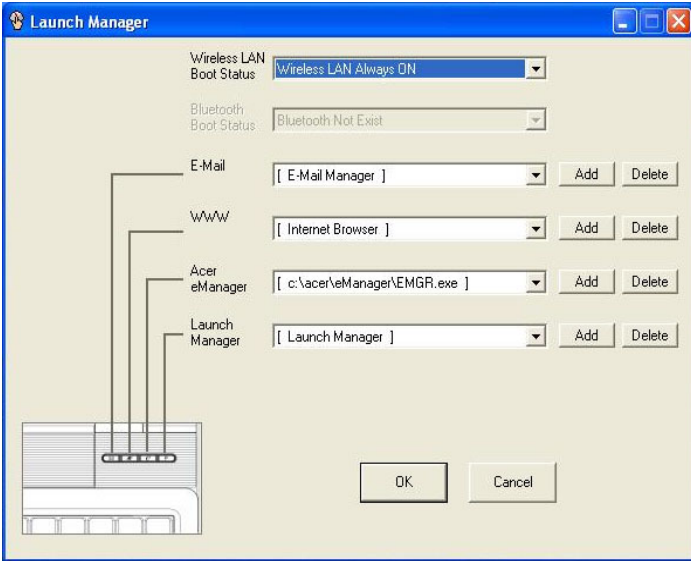 Launch Manager
Wireless LAN
Boot Status
Wireless LAN Always ON
Bluetooth
Boot Status
Bluetooth Not Exist
E-Mail
[ E-Mail Manager ]
Add
Delete
WWW
[ Internet Browser ]
Add
Delete
Acer
eManager
[ c:\acer\eManager\EMGR.exe ]
Add
Delete
Launch
Manager
[ Launch Manager ]
Add
Delete
OK
Cancel